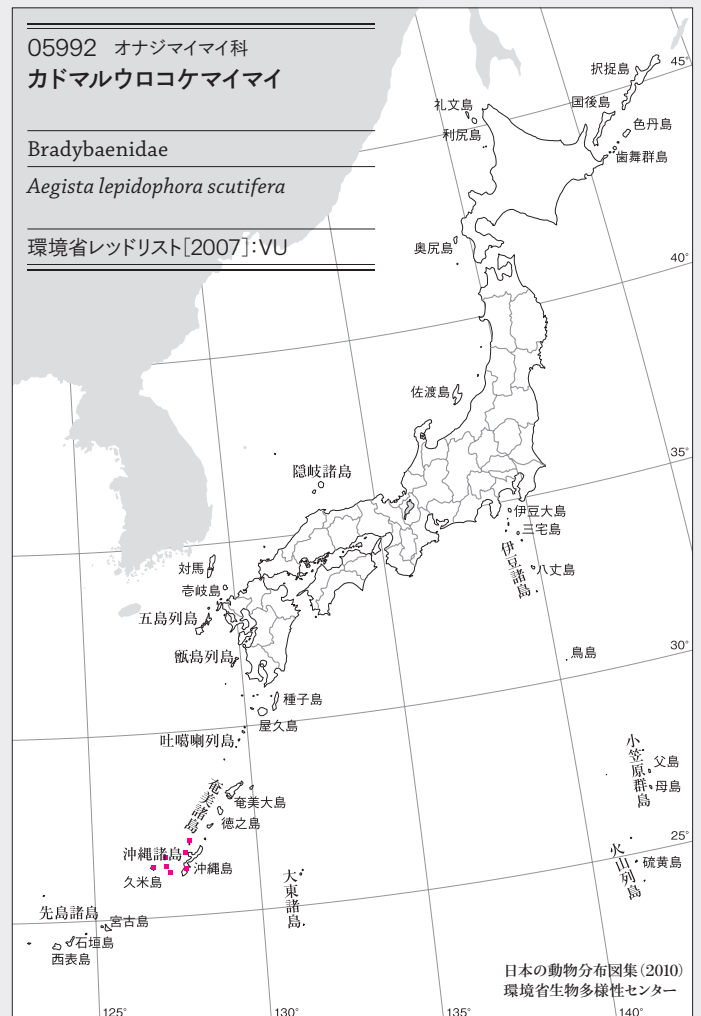 05992 オナジマイマイ科
カドマルウロコケマイマイ
Bradybaenidae
Aegista lepidophora scutifera
環境省レッドリスト[2007]:VU
択捉島
45°
礼文島
国後島
利尻島
色丹島
歯舞群島
奥尻島
40°
佐渡島
35°
隠岐諸島
伊豆大島
三宅島
伊豆諸島
八丈島
対馬
壱岐島
五島列島
甑島列島
鳥島
30°
種子島
屋久島
吐噶喇列島
小笠原群島
父島
母島
奄美諸島
奄美大島
徳之島
25°
沖縄諸島
沖縄島
久米島
火山列島
硫黄島
大東諸島
先島諸島
宮古島
石垣島
西表島
日本の動物分布図集(2010)
環境省生物多様性センター
125°
130°
135°
140°